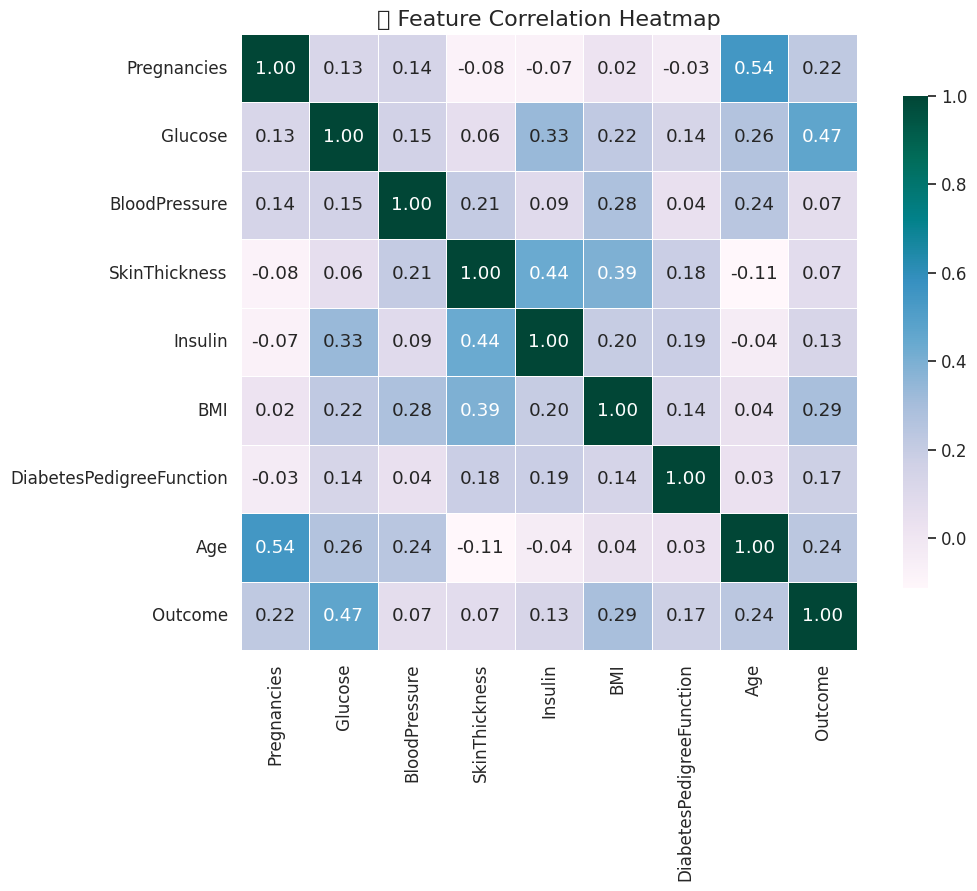 Feature Correlation Heatmap
Pregnancies 1.00 0.13 0.14 -0.08 -0.07 0.02 -0.03 0.54 0.22
Glucose 0.13 1.00 0.15 0.06 0.33 0.22 0.14 0.26 0.47
BloodPressure 0.14 0.15 1.00 0.21 0.09 0.28 0.04 0.24 0.07
SkinThickness -0.08 0.06 0.21 1.00 0.44 0.39 0.18 -0.11 0.07
Insulin -0.07 0.33 0.09 0.44 1.00 0.20 0.19 -0.04 0.13
BMI 0.02 0.22 0.28 0.39 0.20 1.00 0.14 0.04 0.29
DiabetesPedigreeFunction -0.03 0.14 0.04 0.18 0.19 0.14 1.00 0.03 0.17
Age 0.54 0.26 0.24 -0.11 -0.04 0.04 0.03 1.00 0.24
Outcome 0.22 0.47 0.07 0.07 0.13 0.29 0.17 0.24 1.00
Pregnancies
Glucose
BloodPressure
SkinThickness
Insulin
BMI
DiabetesPedigreeFunction
Age
Outcome
1.0
0.8
0.6
0.4
0.2
0.0